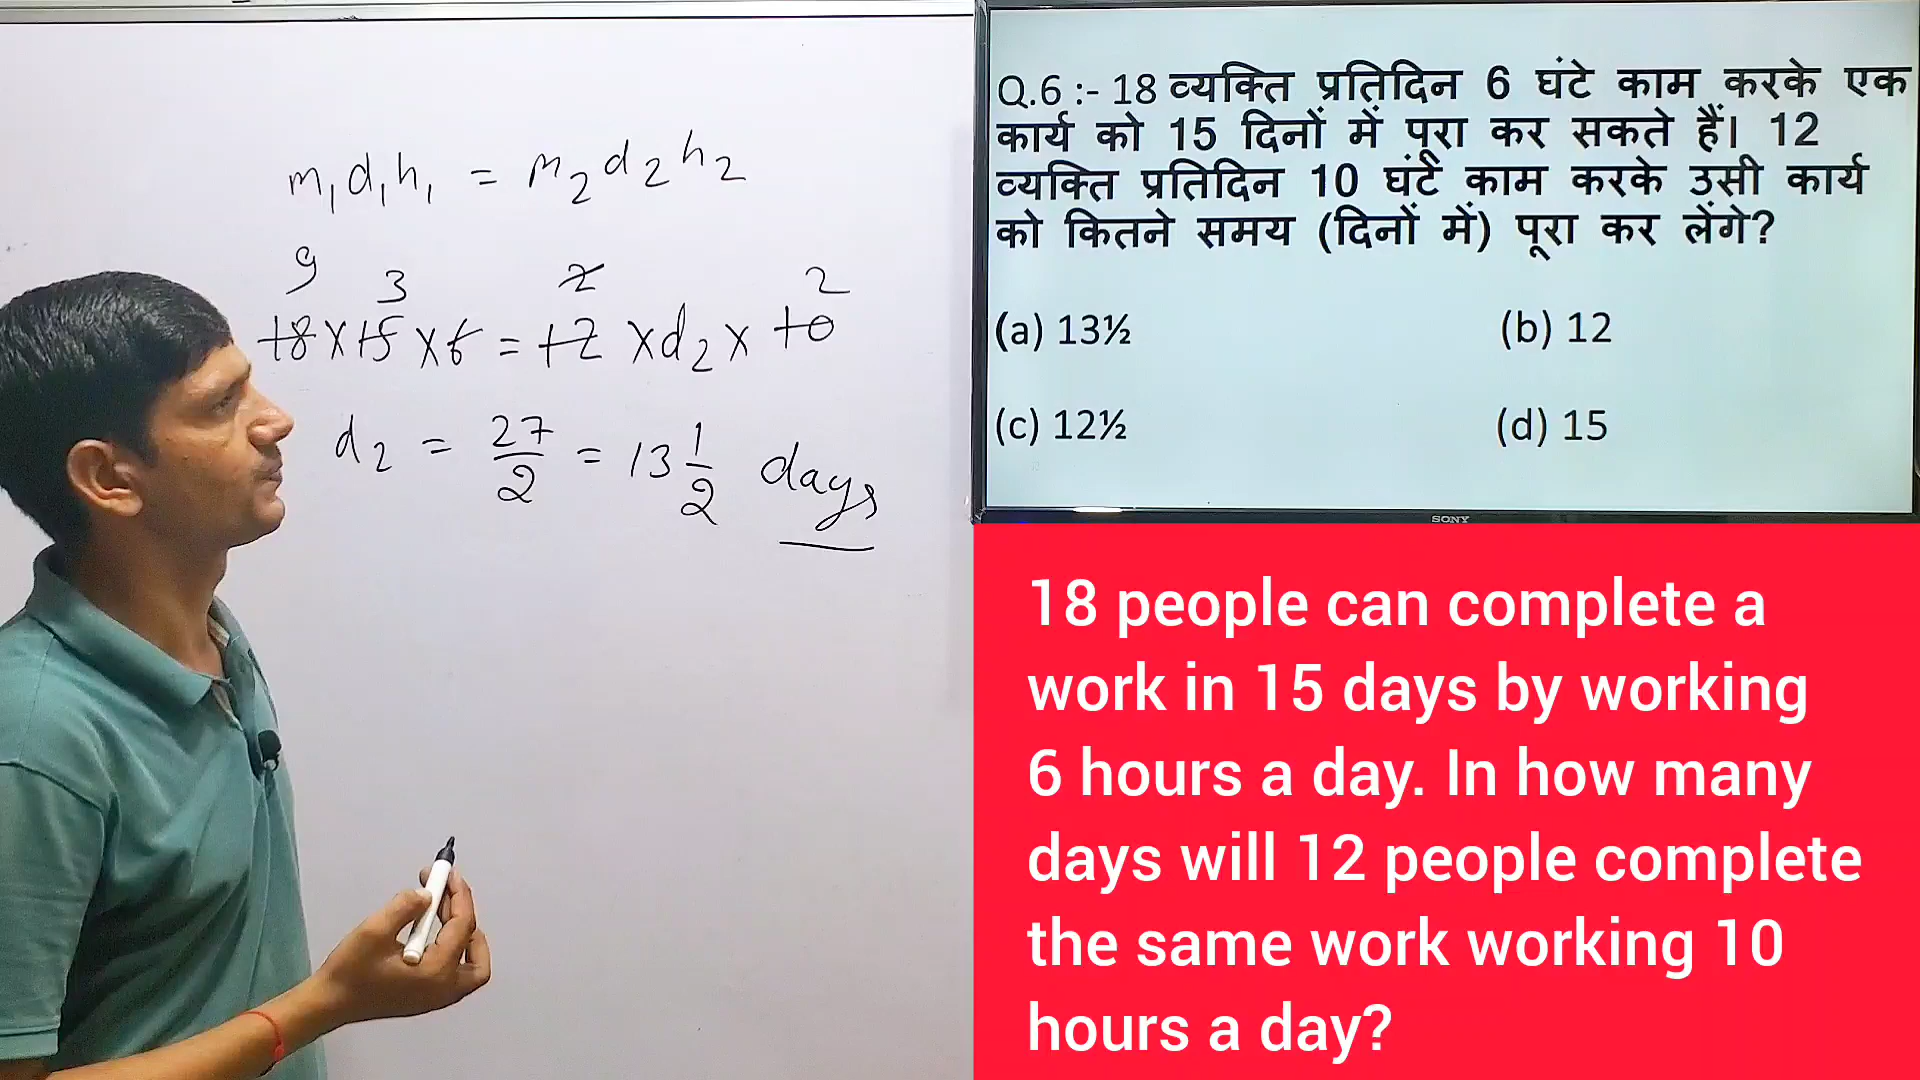 m₁d₁h₁ = m₂d₂h₂
9 3 2 2
18×15×6 = 12×d₂×10
d₂ = 27/2 = 13 1/2 days
Q.6 :- 18 व्यक्ति प्रतिदिन 6 घंटे काम करके एक
कार्य को 15 दिनों में पूरा कर सकते हैं। 12
व्यक्ति प्रतिदिन 10 घंटे काम करके उसी कार्य
को कितने समय (दिनों में) पूरा कर लेंगे?
(a) 13½ (b) 12
(c) 12½ (d) 15
SONY
18 people can complete a
work in 15 days by working
6 hours a day. In how many
days will 12 people complete
the same work working 10
hours a day?